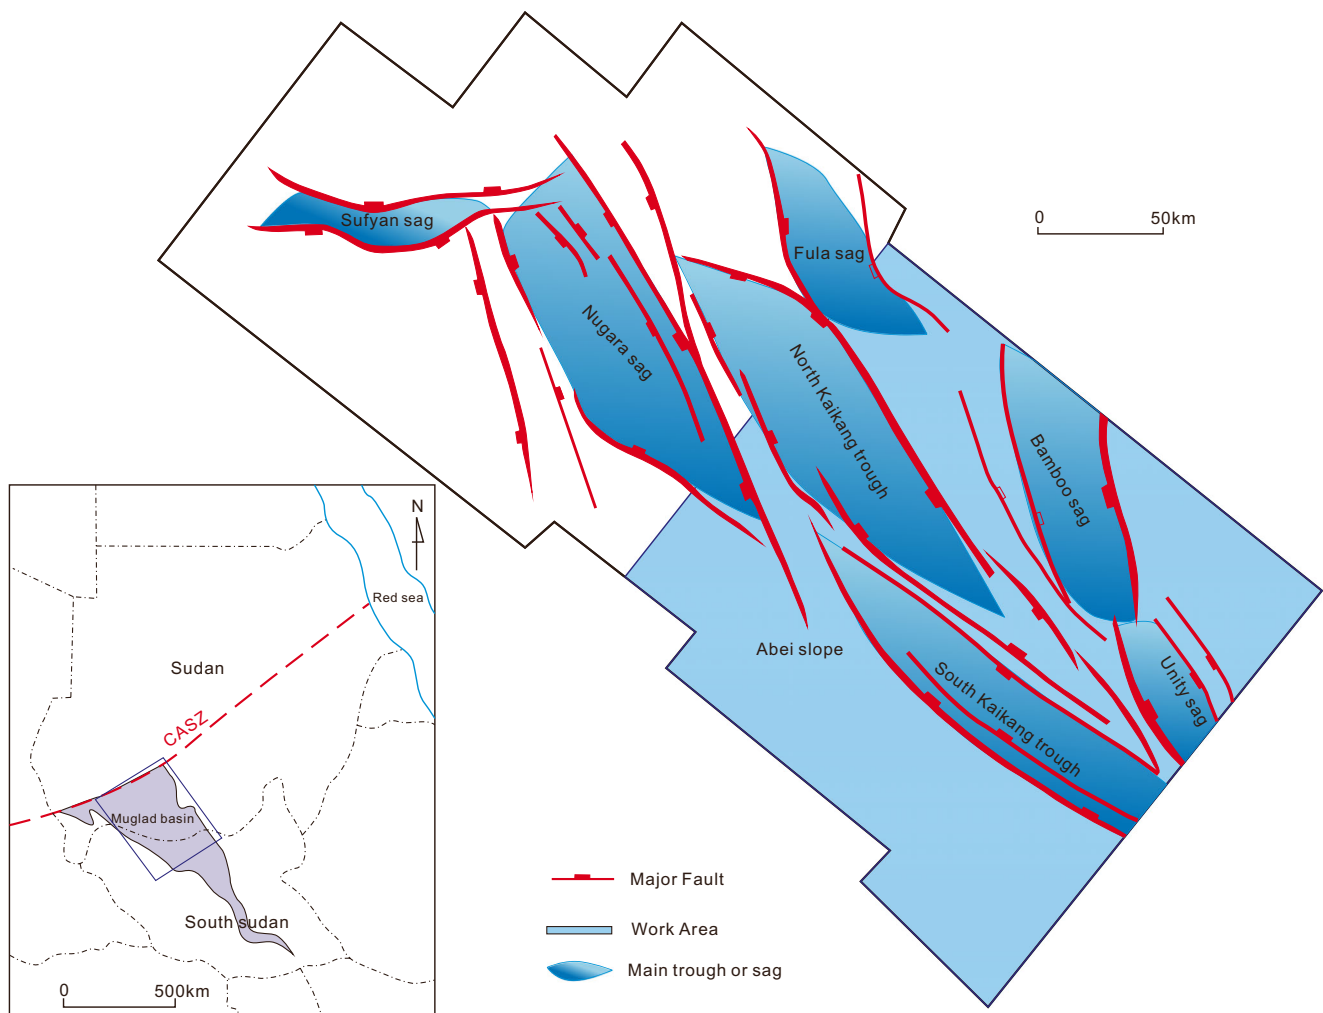 Sufyan sag
Fula sag
0 50km
Nugara sag
North Kaikang trough
Bamboo sag
Abei slope
South Kaikang trough
Unity sag
N
Red sea
Sudan
CASZ
Muglad basin
South sudan
0 500km
Major Fault
Work Area
Main trough or sag